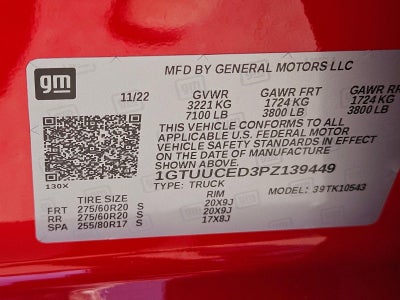 gm
MFD BY GENERAL MOTORS LLC
11/22 GVWR GAWR FRT GAWR RR
3221 KG 1724 KG 1724 KG
7100 LB 3800 LB 3800 LB
THIS VEHICLE CONFORMS TO ALL
APPLICABLE U.S. FEDERAL MOTOR
VEHICLE SAFETY STANDARDS IN EFFECT
ON THE DATE OF MANUFACTURE
SHOWN ABOVE.
1GTUUCED3PZ139449
130X TYPE: TRUCK MODEL: 39TK10543
TIRE SIZE RIM
FRT 275/60R20 S 20X9J
RR 275/60R20 S 20X9J
SPA 255/80R17 S 17X8J